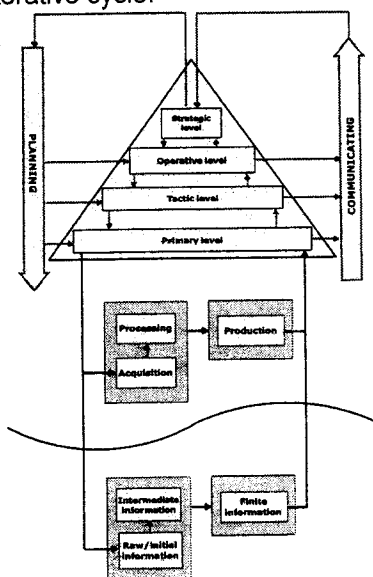 erative cycle.
Strategic
level
PLANNING
Operative level
COMMUNICATING
Tactic level
Primary level
Processing
Production
Acquisition
Intermediate
information
Finite
information
Raw/initial
information